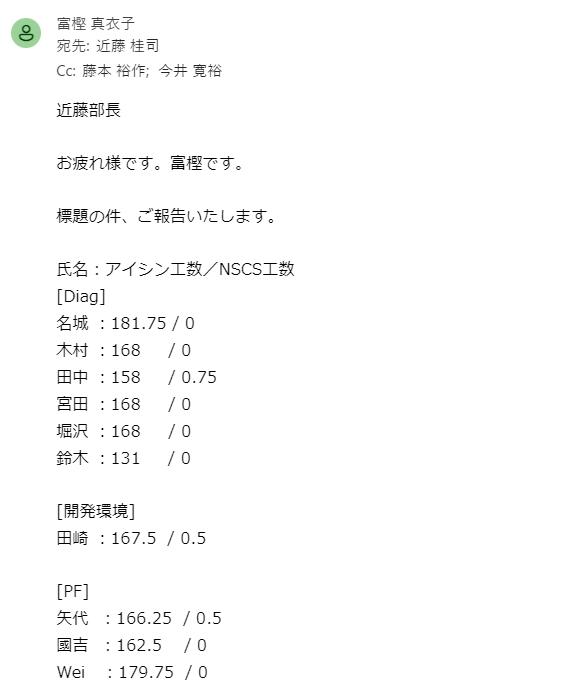 富樫 真衣子
宛先: 近藤 桂司
Cc: 藤本 裕作; 今井 寛裕
近藤部長
お疲れ様です。富樫です。
標題の件、ご報告いたします。
氏名：アイシン工数／NSCS工数
[Diag]
名城 ：181.75 / 0
木村 ：168 / 0
田中 ：158 / 0.75
宮田 ：168 / 0
堀沢 ：168 / 0
鈴木 ：131 / 0
[開発環境]
田崎 ：167.5 / 0.5
[PF]
矢代 ：166.25 / 0.5
國吉 ：162.5 / 0
Wei ：179.75 / 0